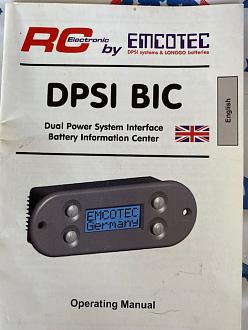 RC Electronic by EMCOTEC
DPSI systems & LONGGO batteries
DPSI BIC
Dual Power System Interface
Battery Information Center
English
EMCOTEC
Germany
Operating Manual